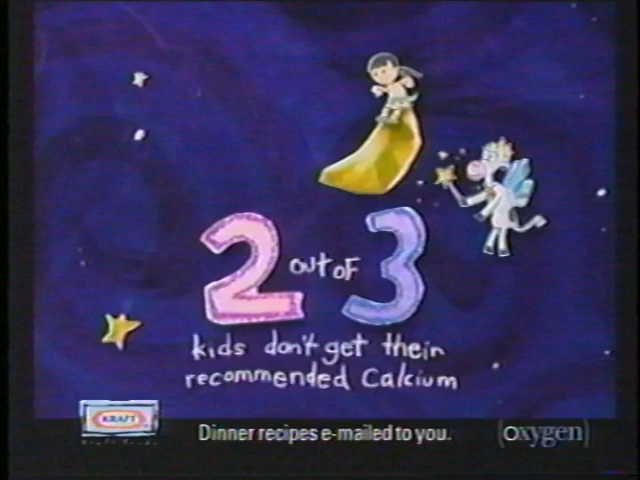 2 out of 3
kids don't get their
recommended Calcium
KRAFT
Dinner recipes e-mailed to you.
(oxygen)